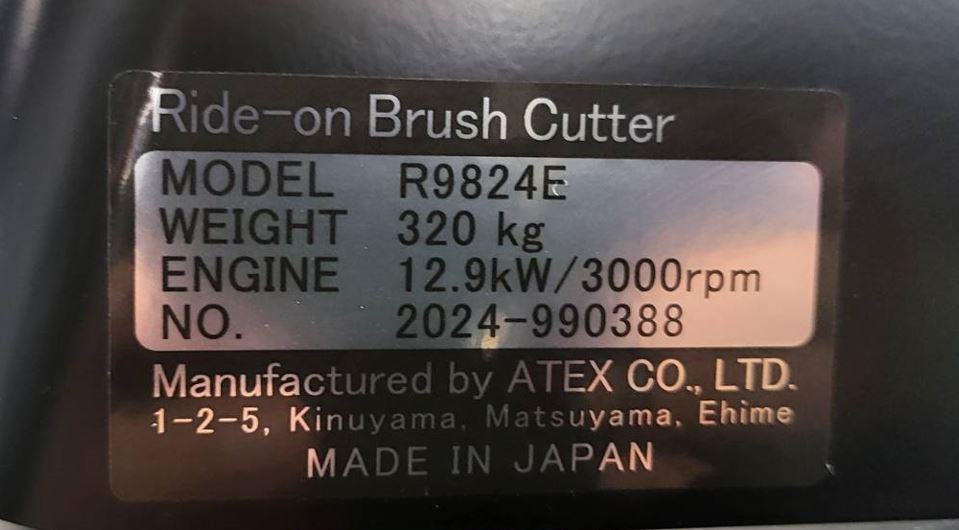 Ride-on Brush Cutter
MODEL R9824E
WEIGHT 320 kg
ENGINE 12.9kW/3000rpm
NO. 2024-990388
Manufactured by ATEX CO., LTD.
1-2-5, Kinuyama, Matsuyama, Ehime
MADE IN JAPAN